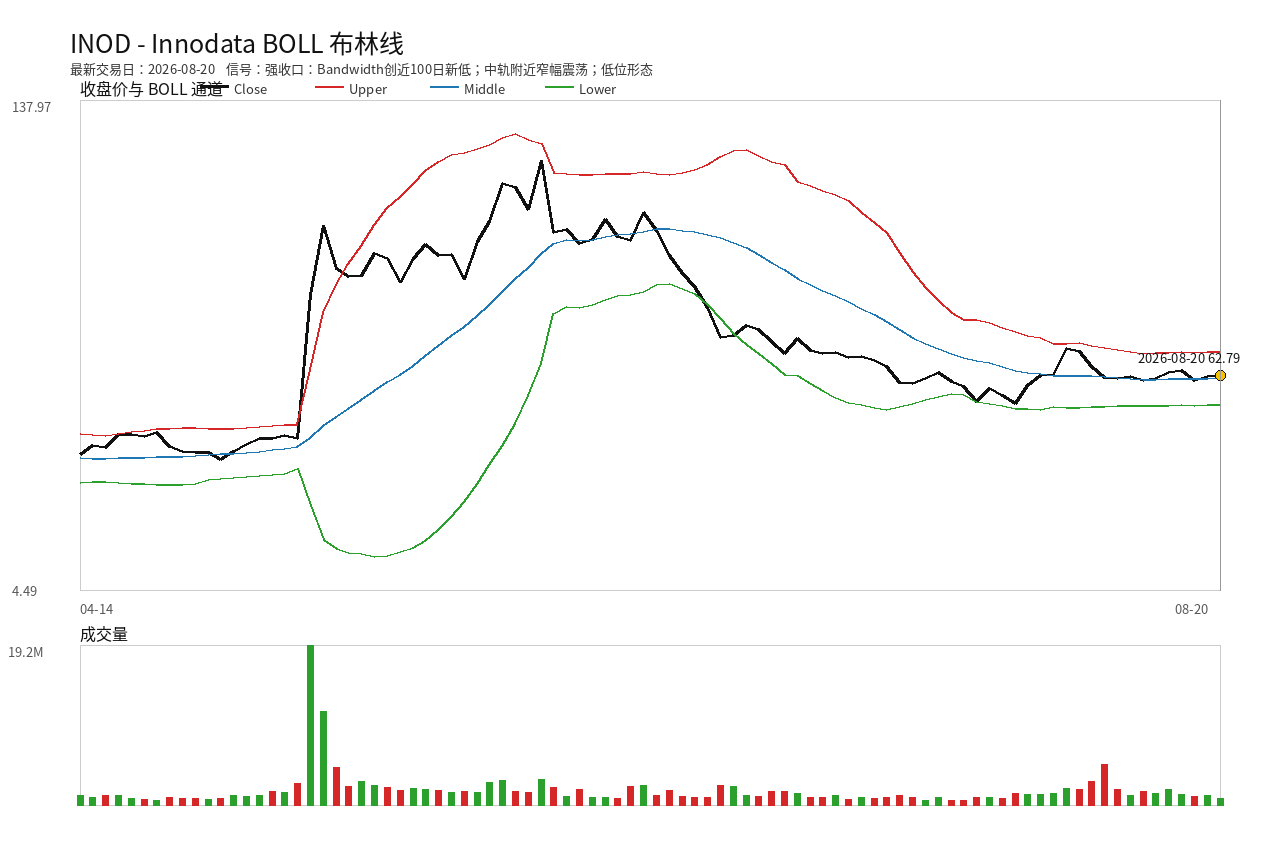 INOD - Innodata BOLL 布林线
最新交易日：2026-08-20 信号：强收口：Bandwidth创近100日新低；中轨附近窄幅震荡；低位形态
收盘价与 BOLL 通道 Close Upper Middle Lower
137.97
2026-08-20 62.79
4.49
04-14 08-20
成交量
19.2M